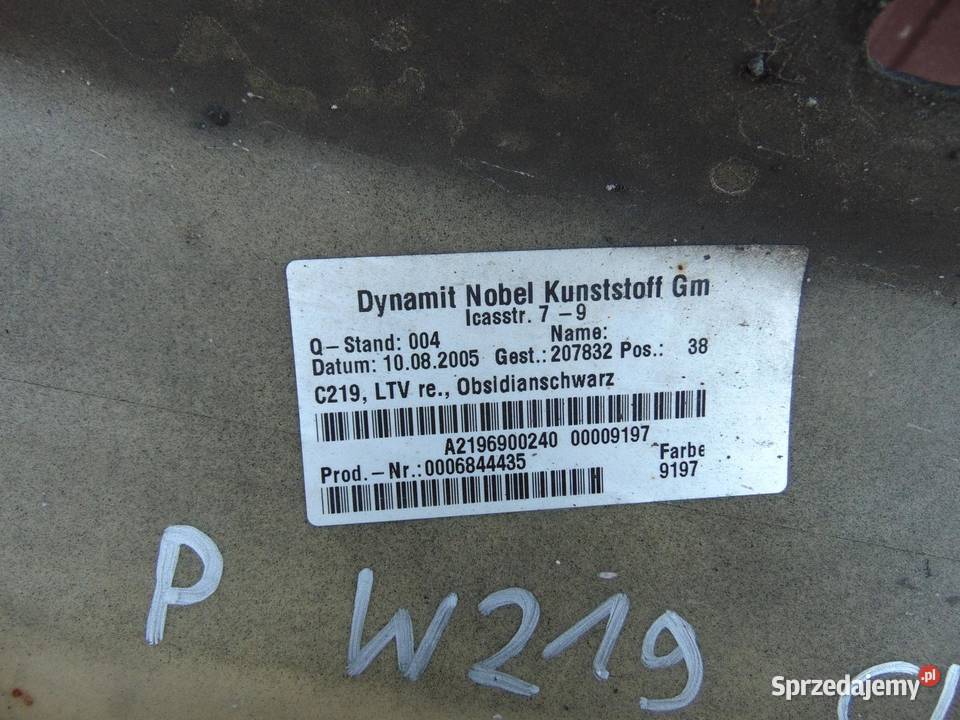 Dynamit Nobel Kunststoff Gm
Icasstr. 7 -9
Q-Stand: 004 Name:
Datum: 10.08.2005 Gest.: 207832 Pos.: 38
C219, LTV re., Obsidianschwarz
A2196900240 00009197
Prod.-Nr.:0006844435 Farbe
9197
P W219
Sprzedajemy.pl